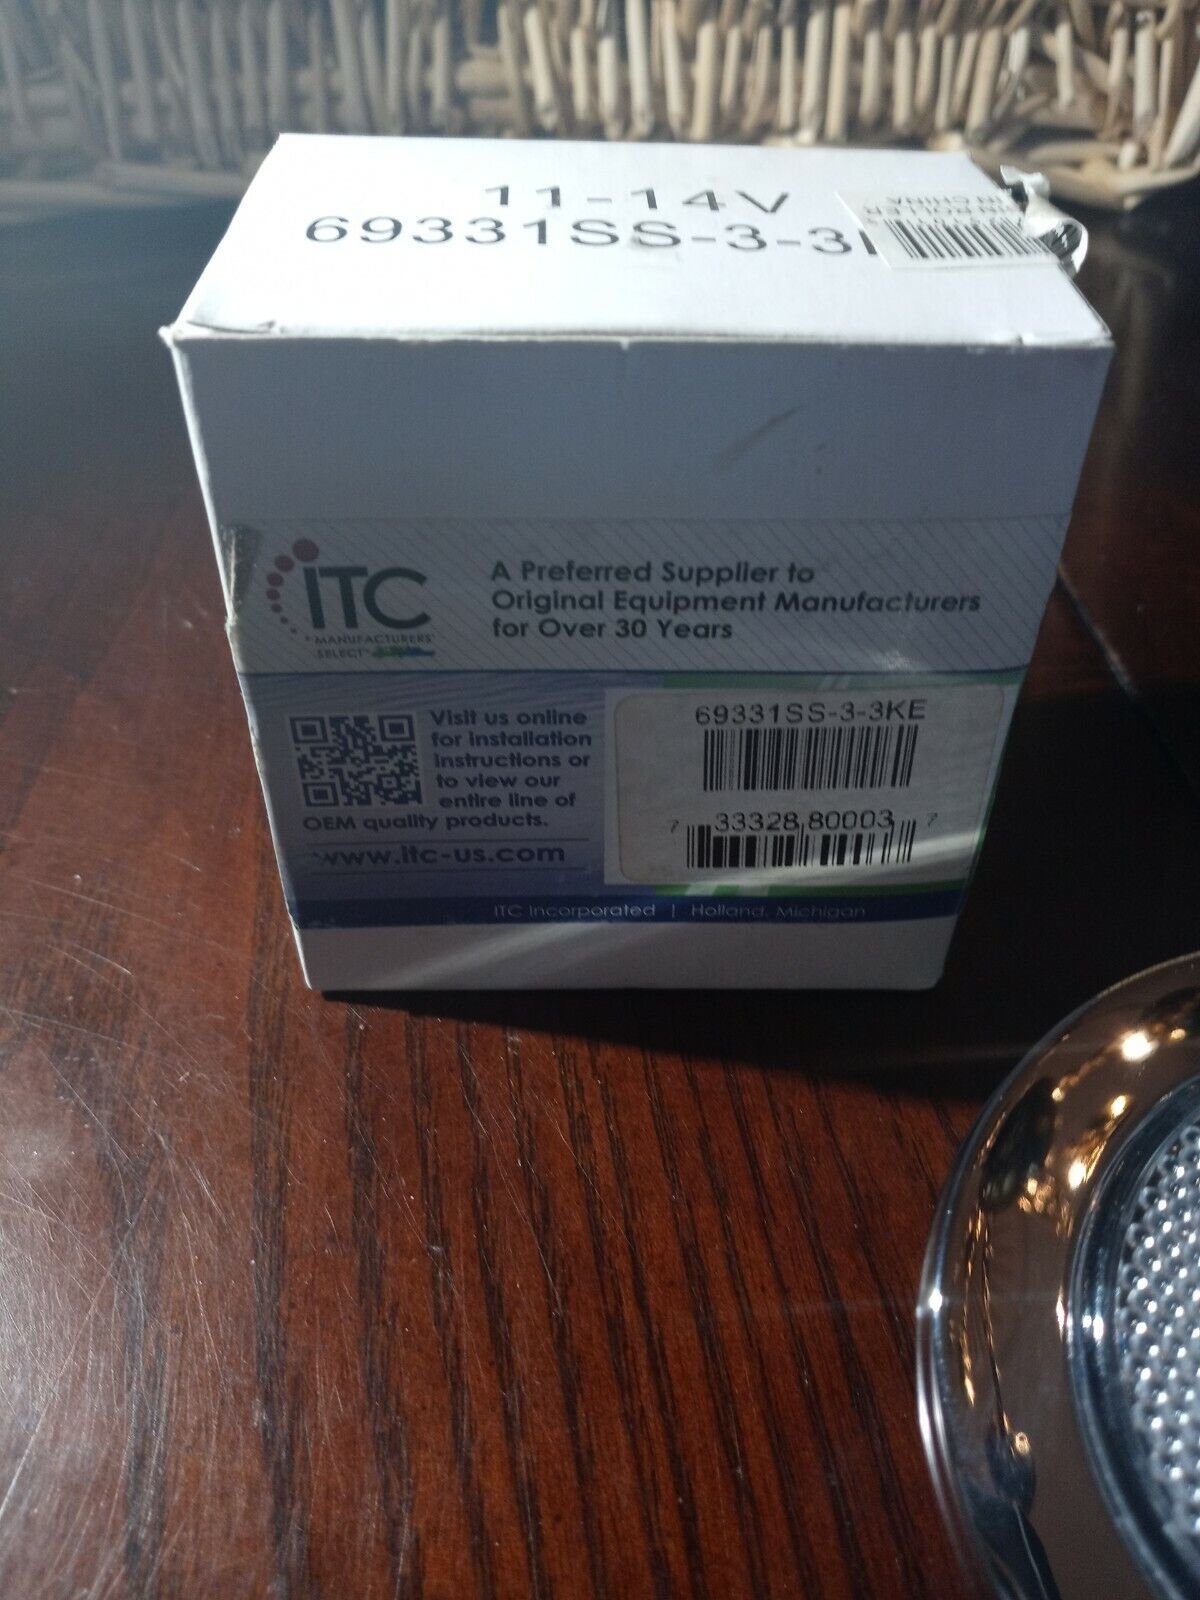 11-14V
69331SS-3-3
IN CHINA
ITC
MANUFACTURERS'
SELECT
A Preferred Supplier to
Original Equipment Manufacturers
for Over 30 Years
Visit us online
for installation
instructions or
to view our
entire line of
OEM quality products.
www.itc-us.com
69331SS-3-3KE
7 33328 80003 7
ITC Incorporated | Holland, Michigan